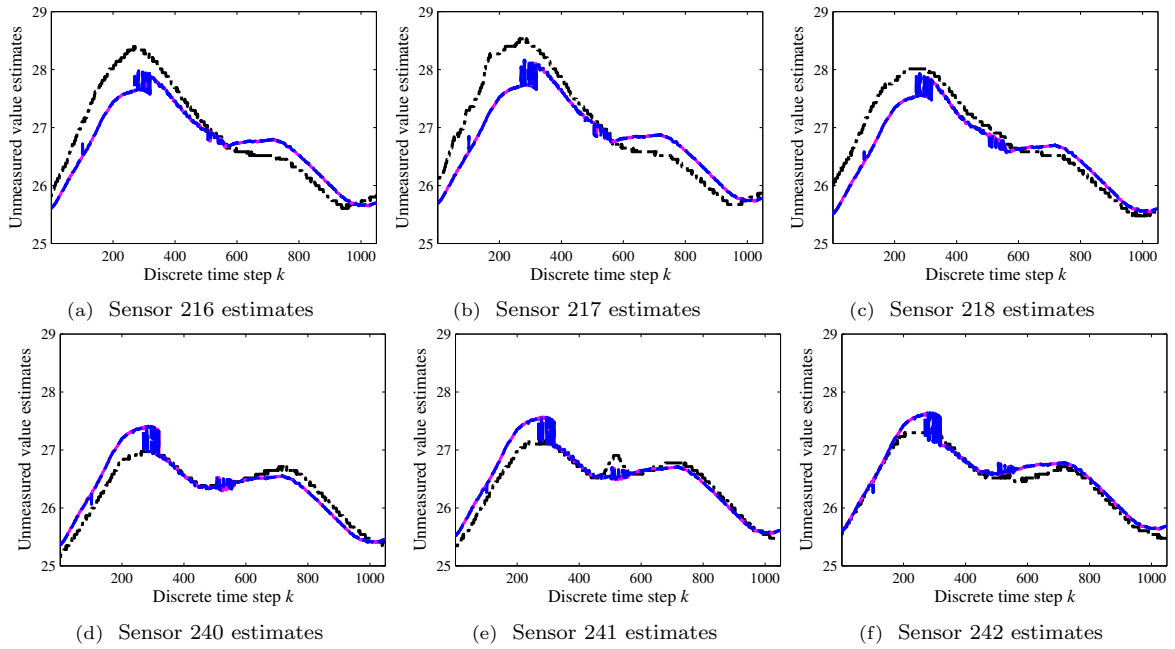 29
28
27
26
25
Unmeasured value estimates
200 400 600 800 1000
Discrete time step k
(a) Sensor 216 estimates
29
28
27
26
25
Unmeasured value estimates
200 400 600 800 1000
Discrete time step k
(b) Sensor 217 estimates
29
28
27
26
25
Unmeasured value estimates
200 400 600 800 1000
Discrete time step k
(c) Sensor 218 estimates
29
28
27
26
25
Unmeasured value estimates
200 400 600 800 1000
Discrete time step k
(d) Sensor 240 estimates
29
28
27
26
25
Unmeasured value estimates
200 400 600 800 1000
Discrete time step k
(e) Sensor 241 estimates
29
28
27
26
25
Unmeasured value estimates
200 400 600 800 1000
Discrete time step k
(f) Sensor 242 estimates